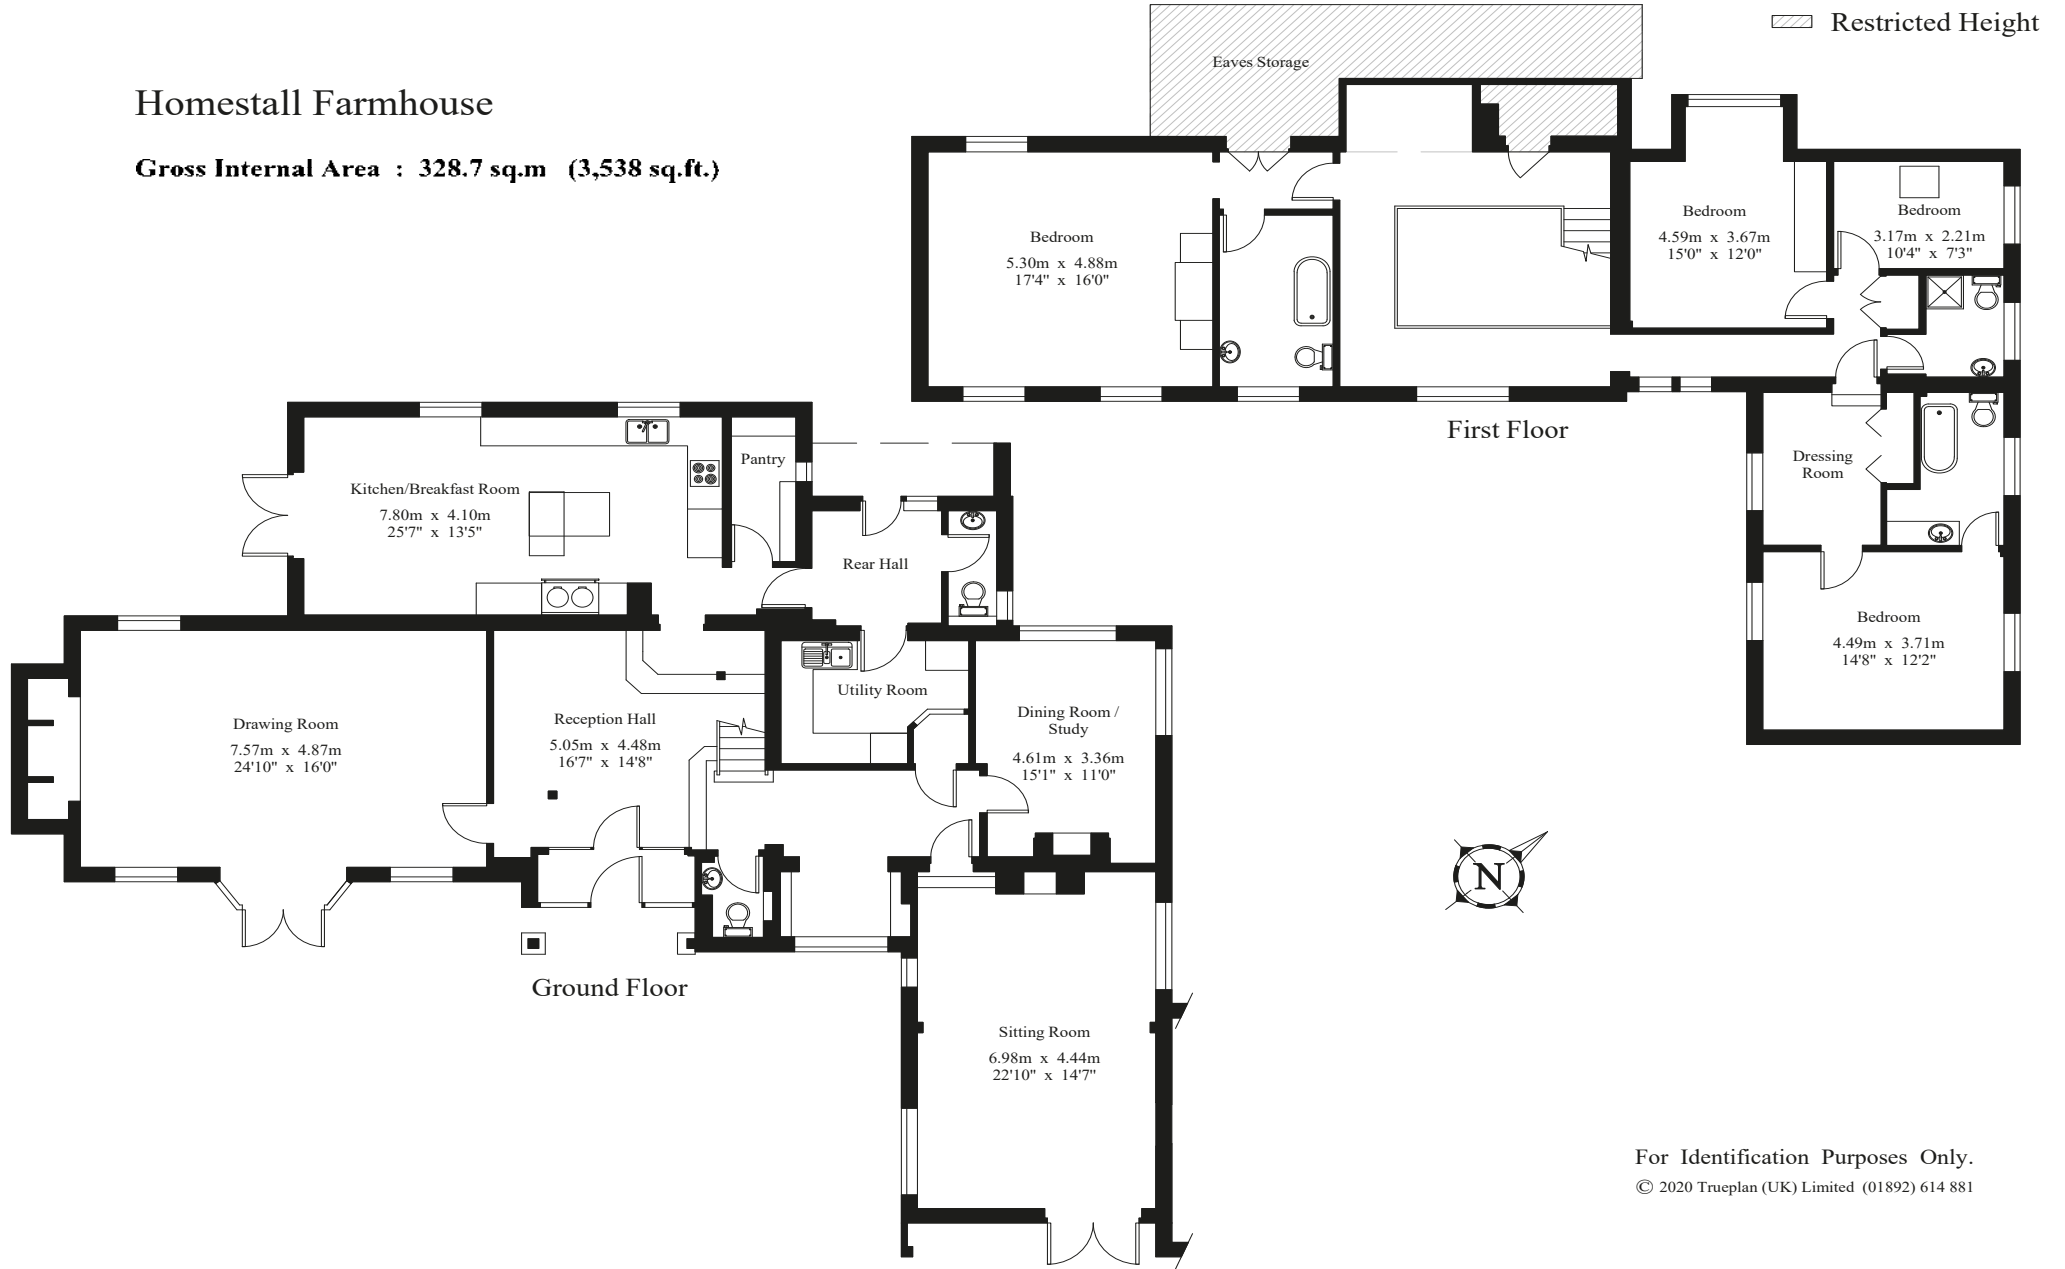 Restricted Height
Homestall Farmhouse
Gross Internal Area : 328.7 sq.m (3,538 sq.ft.)
Eaves Storage
Bedroom
5.30m x 4.88m
17'4" x 16'0"
Bedroom
4.59m x 3.67m
15'0" x 12'0"
Bedroom
3.17m x 2.21m
10'4" x 7'3"
First Floor
Dressing
Room
Bedroom
4.49m x 3.71m
14'8" x 12'2"
Kitchen/Breakfast Room
7.80m x 4.10m
25'7" x 13'5"
Pantry
Rear Hall
Drawing Room
7.57m x 4.87m
24'10" x 16'0"
Reception Hall
5.05m x 4.48m
16'7" x 14'8"
Utility Room
Dining Room /
Study
4.61m x 3.36m
15'1" x 11'0"
Ground Floor
Sitting Room
6.98m x 4.44m
22'10" x 14'7"
N
For Identification Purposes Only.
© 2020 Trueplan (UK) Limited (01892) 614 881